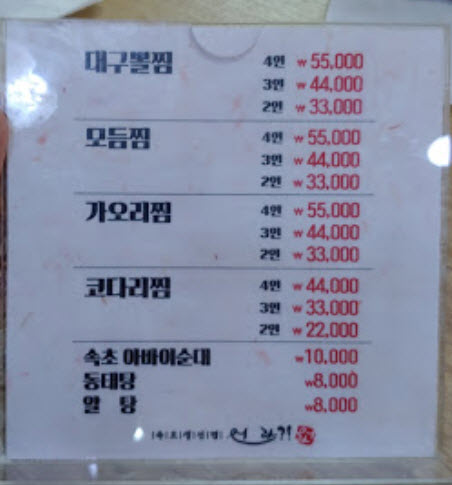 대구뽈찜 4인 ₩55,000
3인 ₩44,000
2인 ₩33,000
모듬찜 4인 ₩55,000
3인 ₩44,000
2인 ₩33,000
가오리찜 4인 ₩55,000
3인 ₩44,000
2인 ₩33,000
코다리찜 4인 ₩44,000
3인 ₩33,000
2인 ₩22,000
속초 아바이순대 ₩10,000
동태탕 ₩8,000
알 탕 ₩8,000